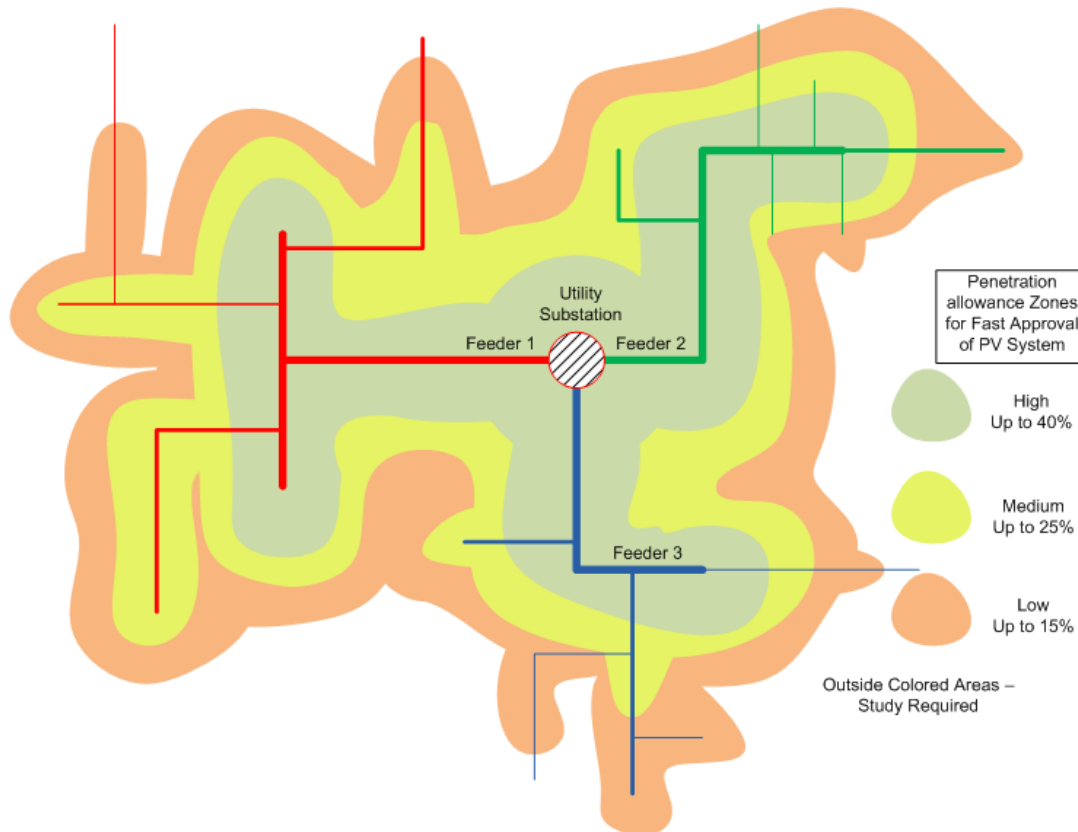 Utility
Substation
Feeder 1
Feeder 2
Feeder 3
Penetration
allowance Zones
for Fast Approval
of PV System
High
Up to 40%
Medium
Up to 25%
Low
Up to 15%
Outside Colored Areas –
Study Required